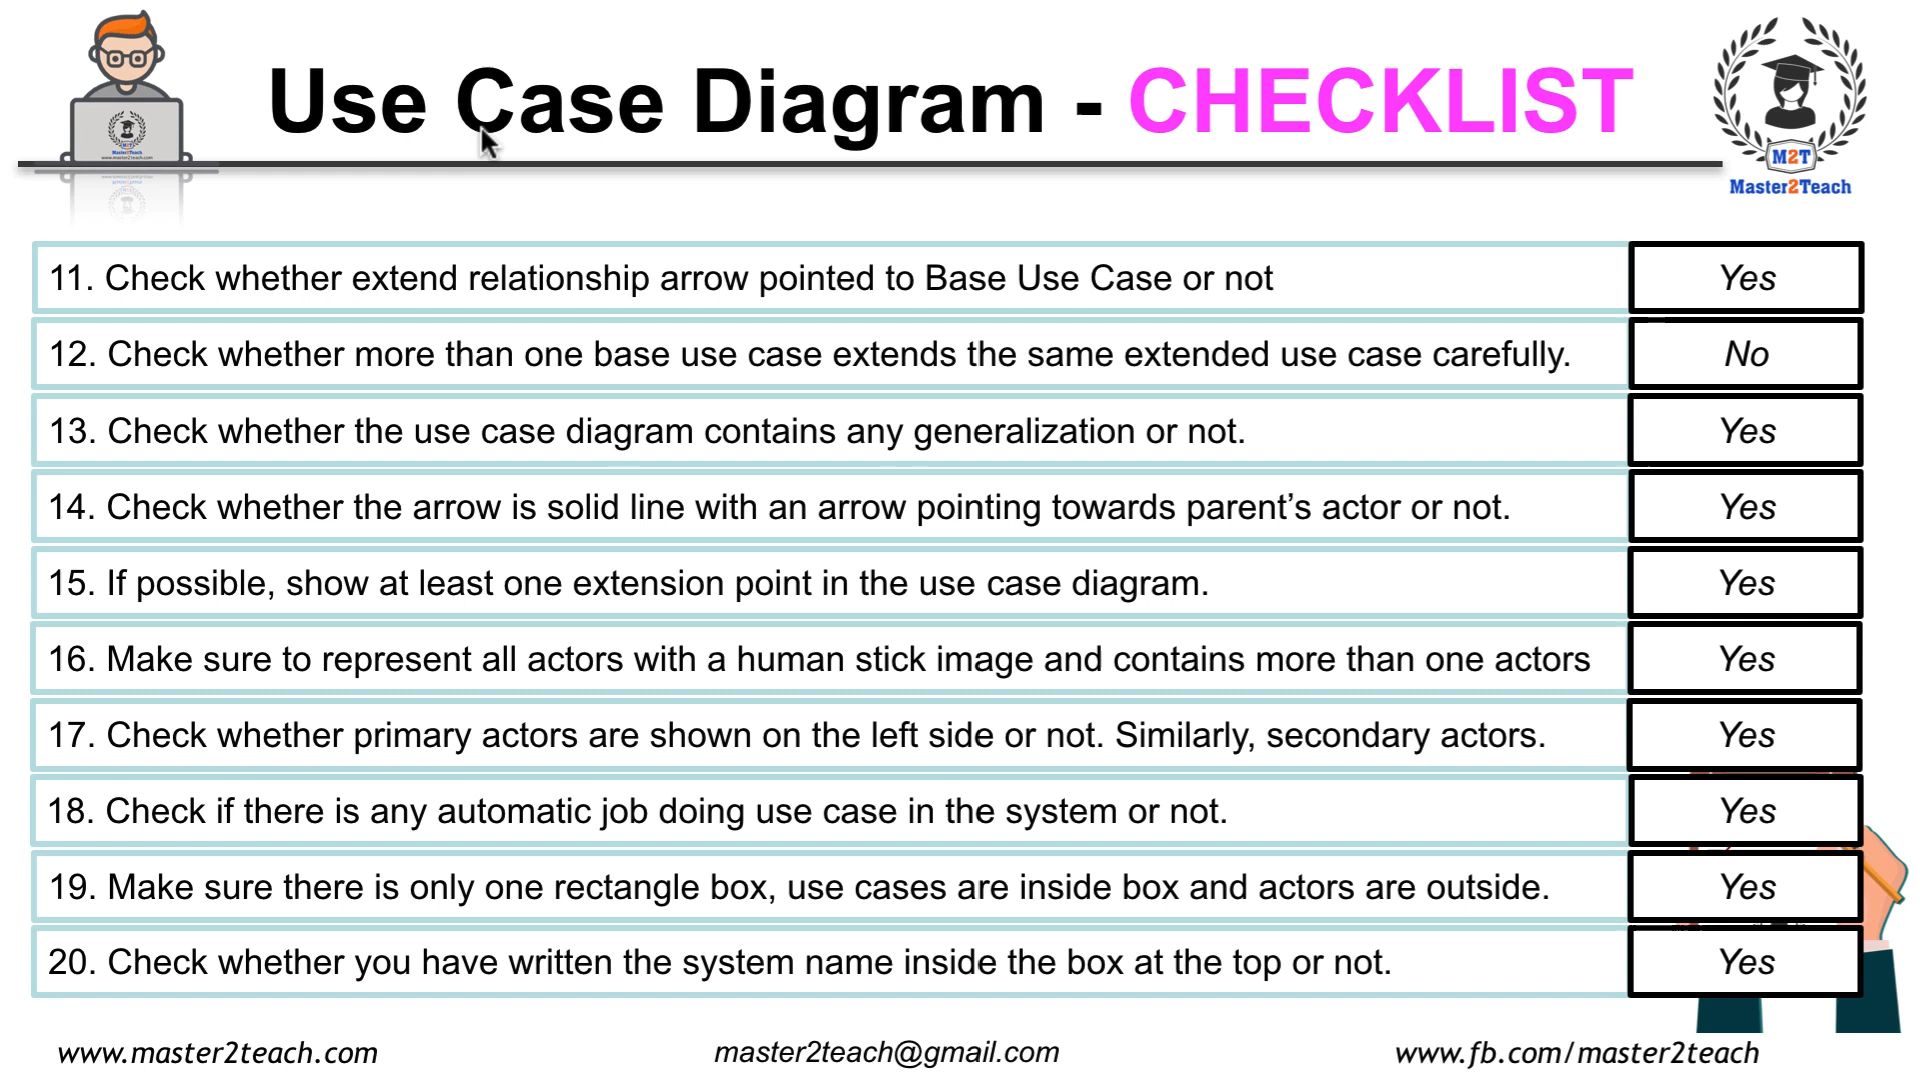 Use Case Diagram - CHECKLIST
M2T
Master2Teach
M2T
Master2Teach
www.master2teach.com
11. Check whether extend relationship arrow pointed to Base Use Case or not
Yes
12. Check whether more than one base use case extends the same extended use case carefully.
No
13. Check whether the use case diagram contains any generalization or not.
Yes
14. Check whether the arrow is solid line with an arrow pointing towards parent’s actor or not.
Yes
15. If possible, show at least one extension point in the use case diagram.
Yes
16. Make sure to represent all actors with a human stick image and contains more than one actors
Yes
17. Check whether primary actors are shown on the left side or not. Similarly, secondary actors.
Yes
18. Check if there is any automatic job doing use case in the system or not.
Yes
19. Make sure there is only one rectangle box, use cases are inside box and actors are outside.
Yes
20. Check whether you have written the system name inside the box at the top or not.
Yes
www.master2teach.com
master2teach@gmail.com
www.fb.com/master2teach